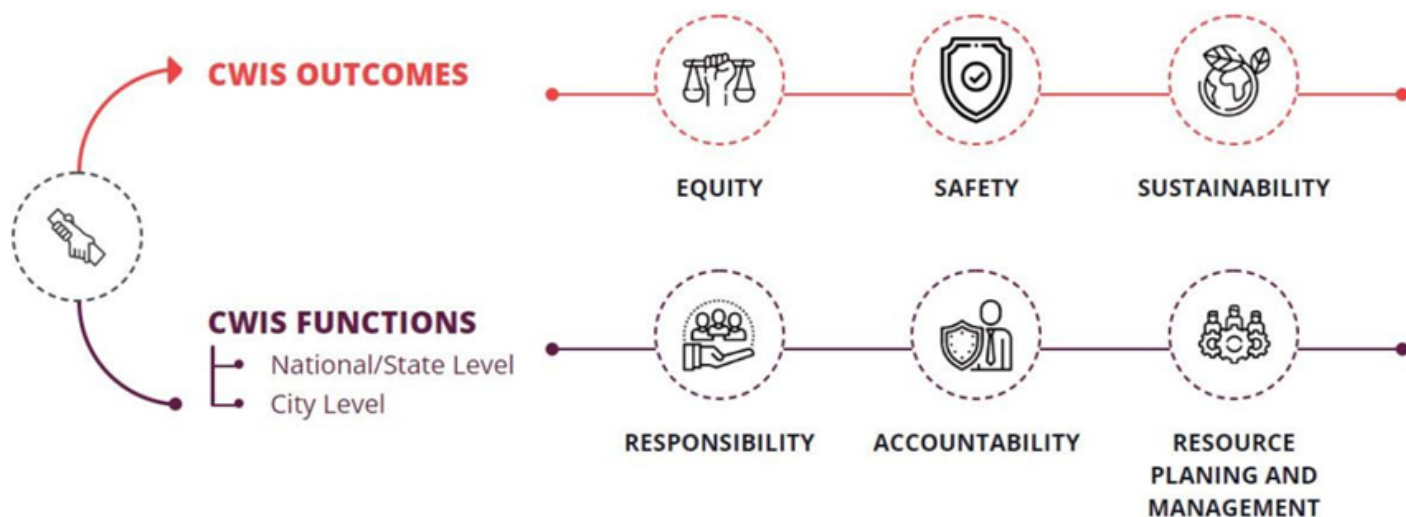 CWIS OUTCOMES
EQUITY
SAFETY
SUSTAINABILITY
CWIS FUNCTIONS
National/State Level
City Level
RESPONSIBILITY
ACCOUNTABILITY
RESOURCE
PLANING AND
MANAGEMENT